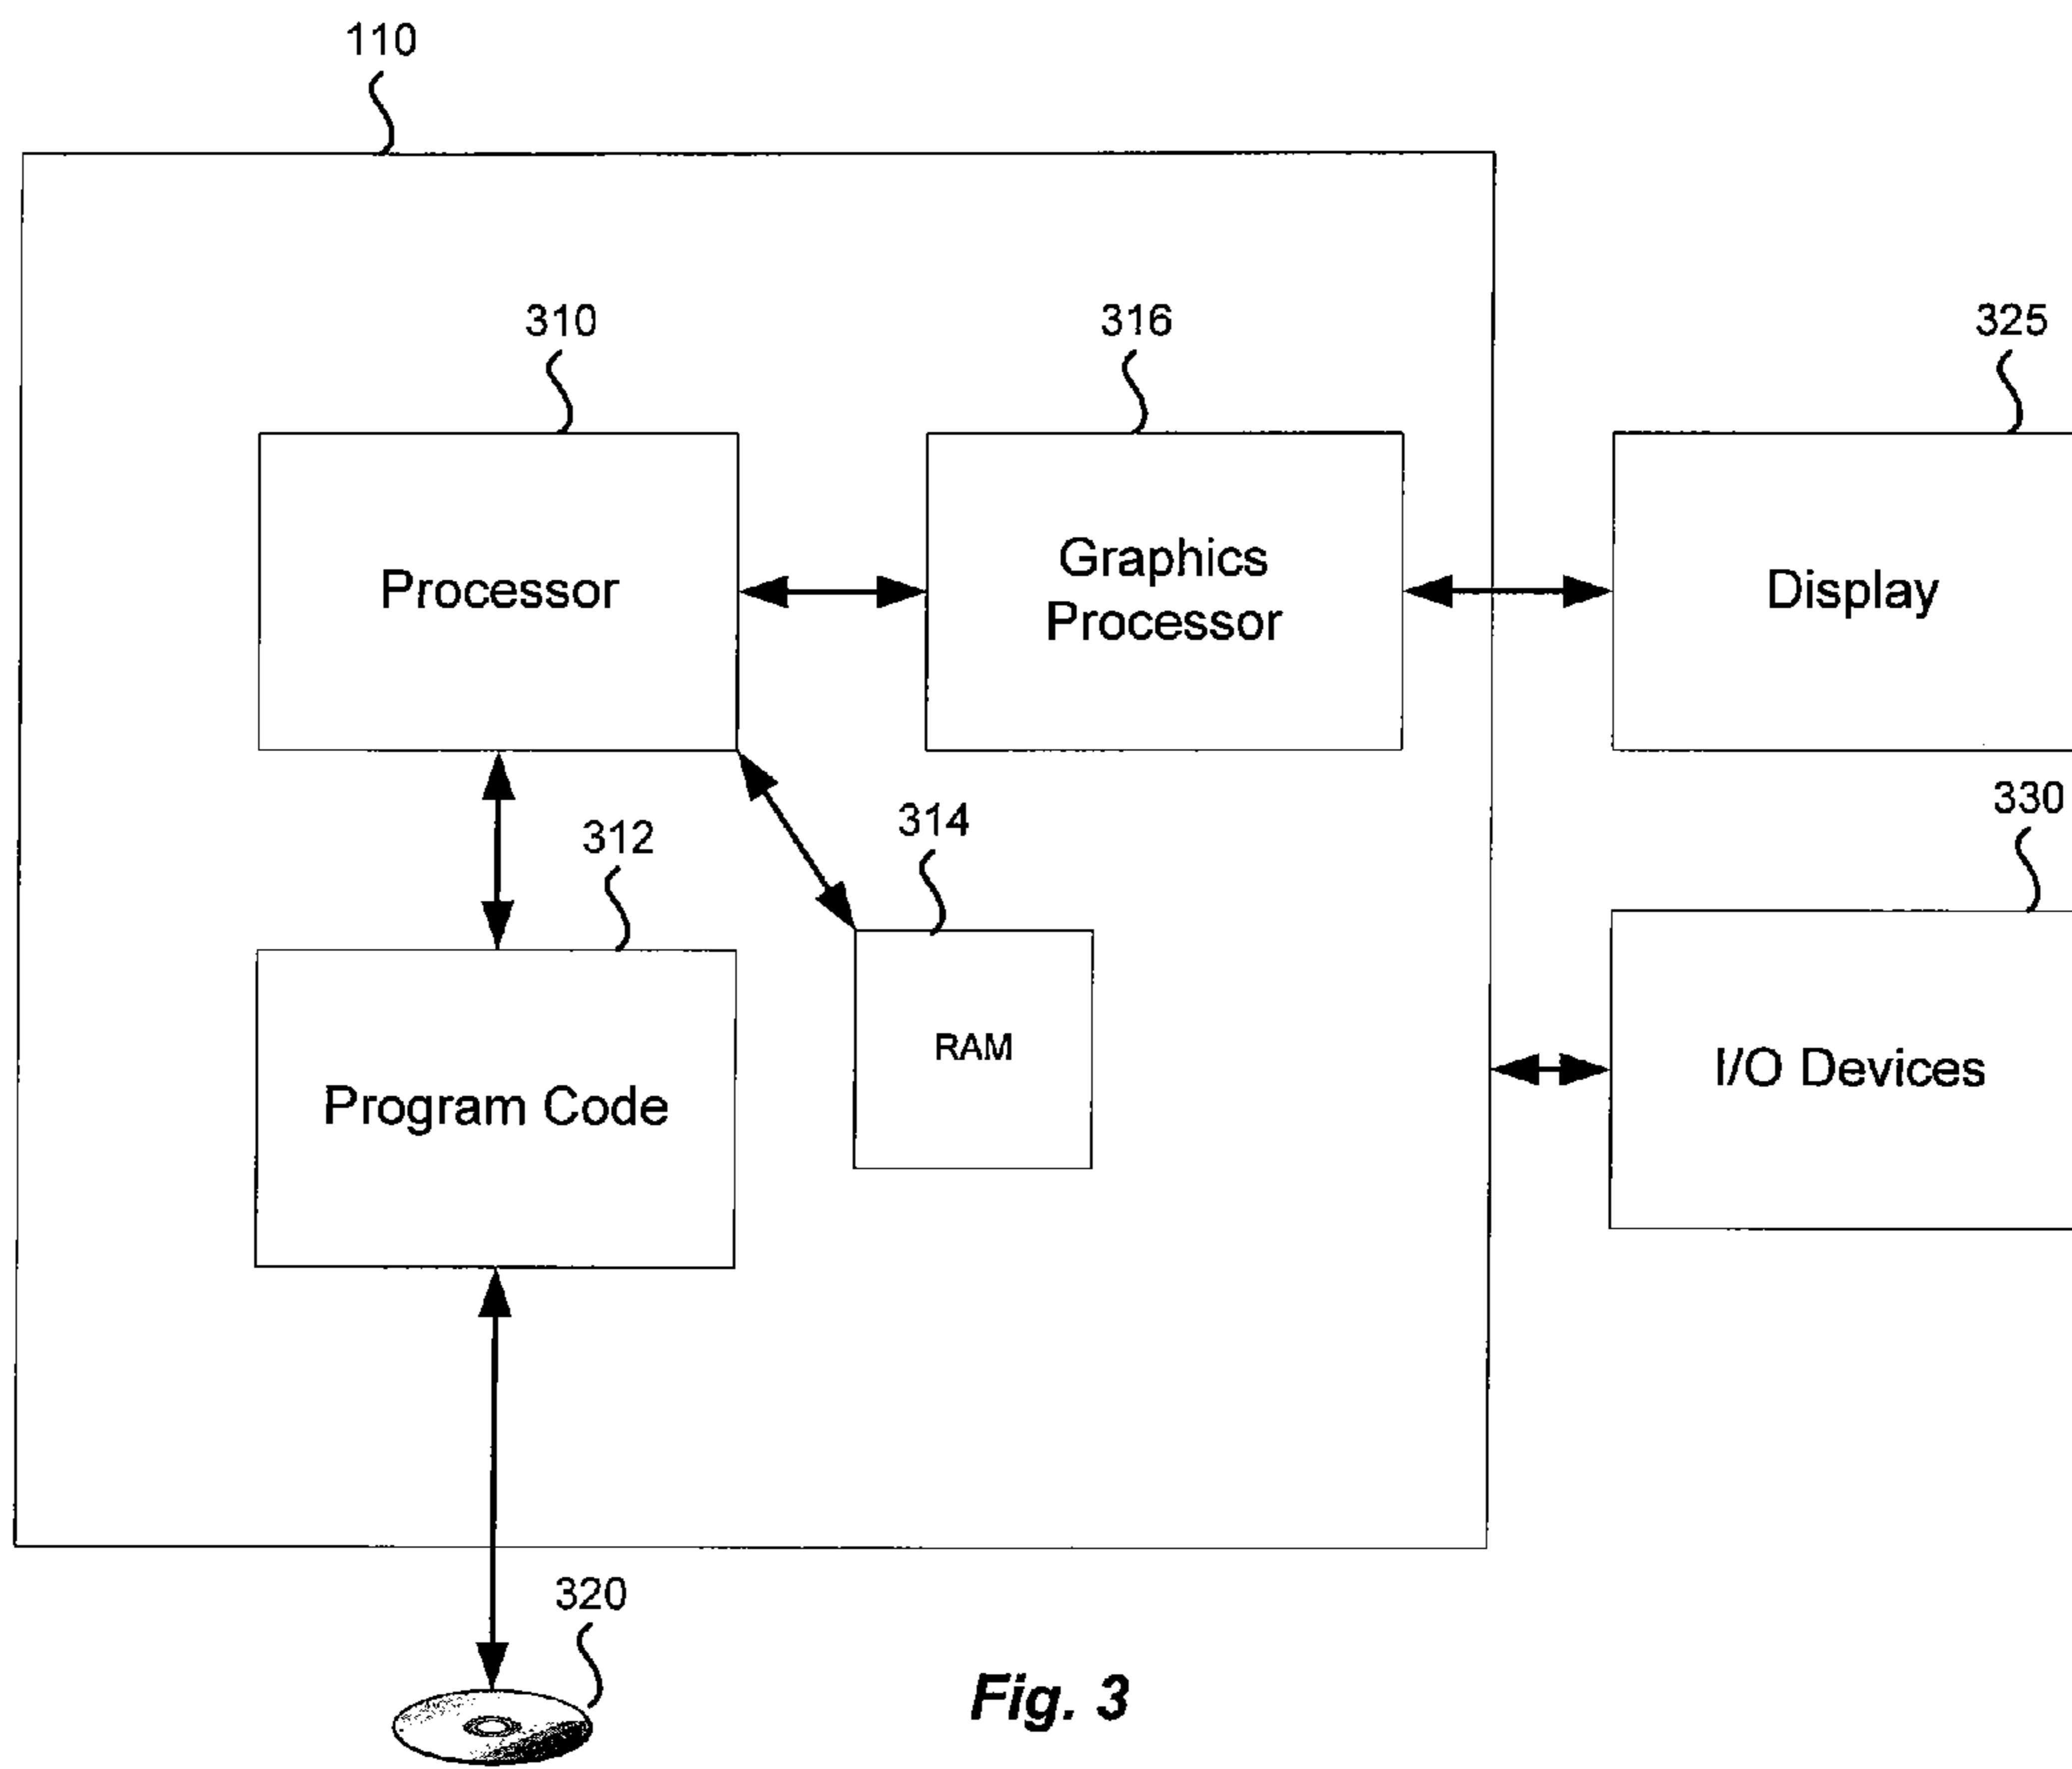 110
310
316
325
Processor
Graphics
Processor
Display
312
314
330
Program Code
RAM
I/O Devices
320
Fig. 3